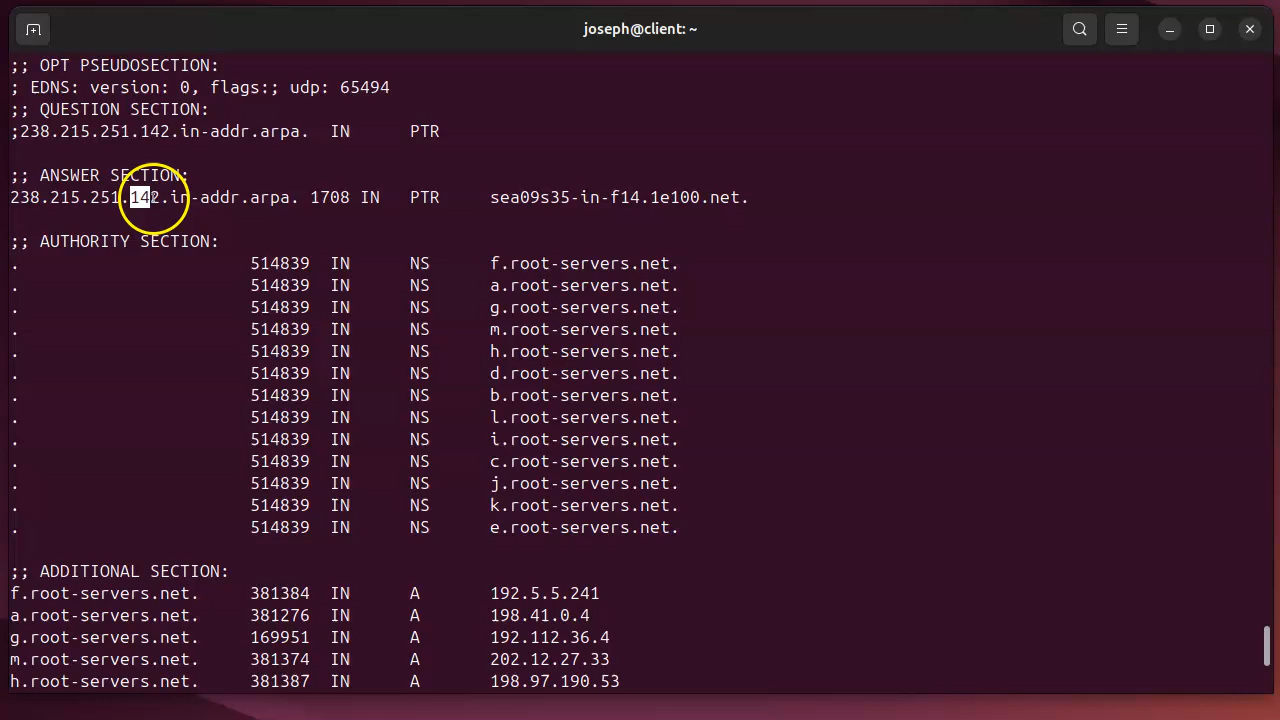 joseph@client: ~
;; OPT PSEUDOSECTION:
; EDNS: version: 0, flags:; udp: 65494
;; QUESTION SECTION:
;238.215.251.142.in-addr.arpa. IN PTR
;; ANSWER SECTION:
238.215.251.142.in-addr.arpa. 1708 IN PTR sea09s35-in-f14.1e100.net.
;; AUTHORITY SECTION:
. 514839 IN NS f.root-servers.net.
. 514839 IN NS a.root-servers.net.
. 514839 IN NS g.root-servers.net.
. 514839 IN NS m.root-servers.net.
. 514839 IN NS h.root-servers.net.
. 514839 IN NS d.root-servers.net.
. 514839 IN NS b.root-servers.net.
. 514839 IN NS l.root-servers.net.
. 514839 IN NS i.root-servers.net.
. 514839 IN NS c.root-servers.net.
. 514839 IN NS j.root-servers.net.
. 514839 IN NS k.root-servers.net.
. 514839 IN NS e.root-servers.net.
;; ADDITIONAL SECTION:
f.root-servers.net. 381384 IN A 192.5.5.241
a.root-servers.net. 381276 IN A 198.41.0.4
g.root-servers.net. 169951 IN A 192.112.36.4
m.root-servers.net. 381374 IN A 202.12.27.33
h.root-servers.net. 381387 IN A 198.97.190.53